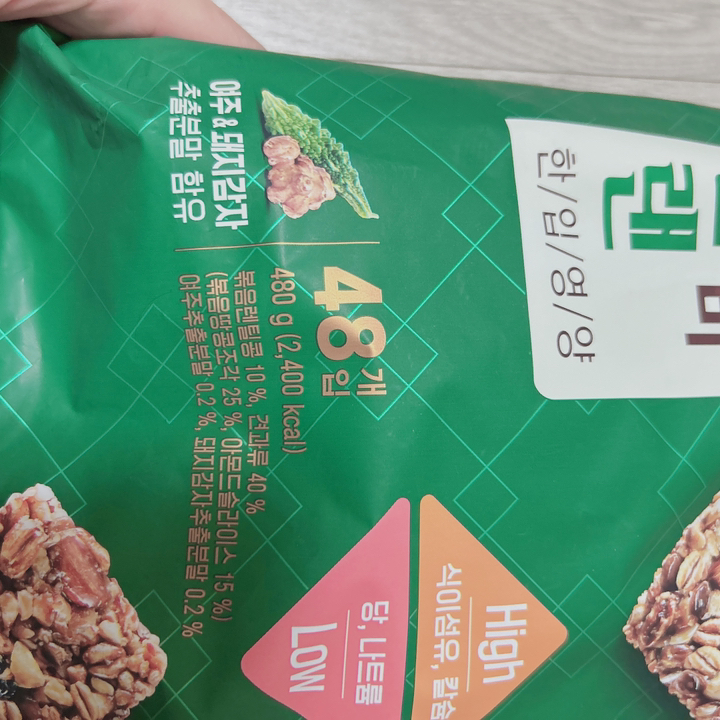 여주&돼지감자
추출분말 함유
48개입
480 g (2,400 kcal)
볶음렌틸콩 10 %, 견과류 40 %
(볶음땅콩조각 25 %, 아몬드슬라이스 15 %)
여주추출분말 0.2 %, 돼지감자추출분말 0.2 %
렌
바
한/입/영/양
High
식이섬유, 칼슘
당, 나트륨
Low